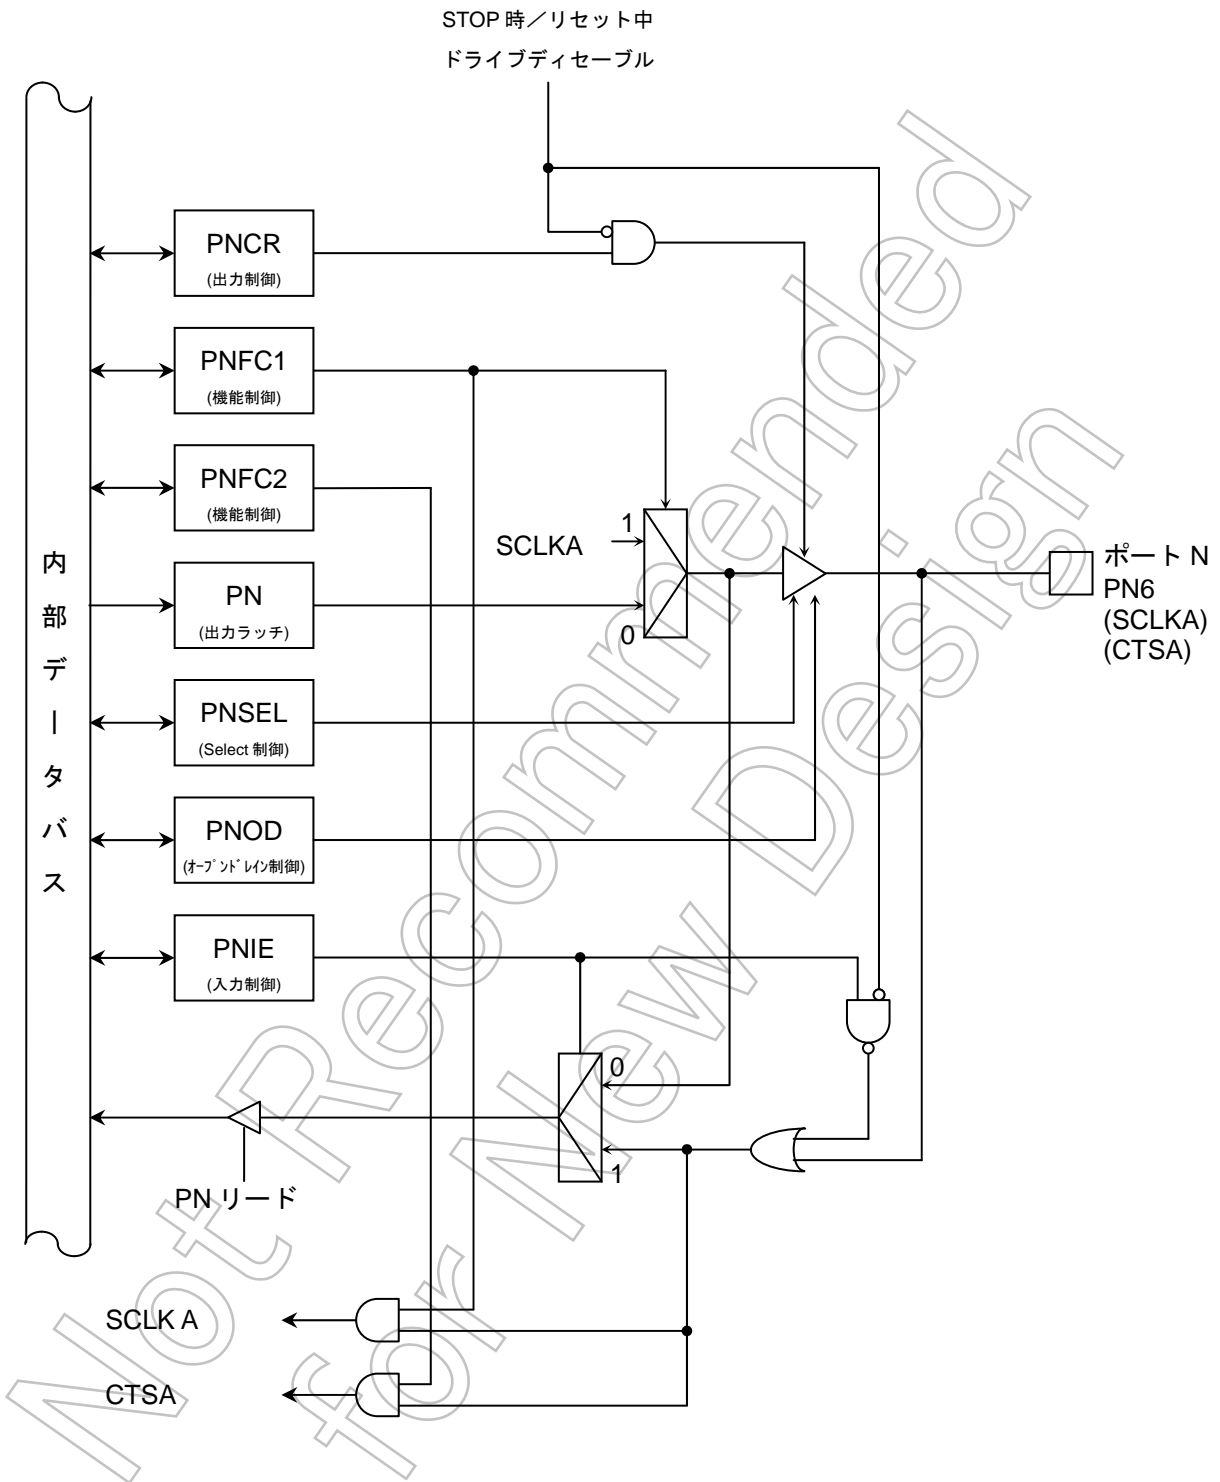 STOP 時／リセット中
ドライブディセーブル
内部データバス
PNCR
(出力制御)
PNFC1
(機能制御)
PNFC2
(機能制御)
PN
(出力ラッチ)
PNSEL
(Select 制御)
PNOD
(ｵｰﾌﾟﾝﾄﾞﾚｲﾝ制御)
PNIE
(入力制御)
SCLKA
1
0
ポート N
PN6
(SCLKA)
(CTSA)
0
1
PN リード
SCLK A
CTSA
Not Recommended
for New Design